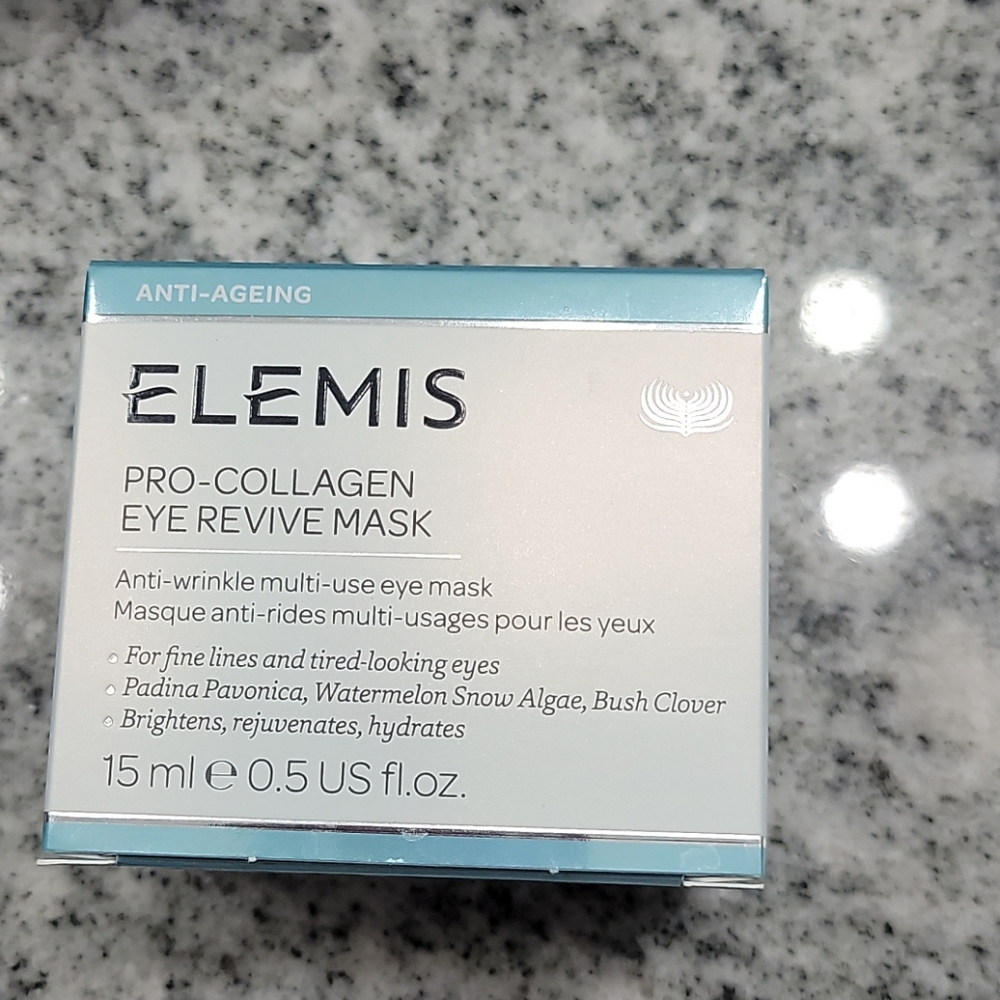 ANTI-AGEING
ELEMIS
PRO-COLLAGEN
EYE REVIVE MASK
Anti-wrinkle multi-use eye mask
Masque anti-rides multi-usages pour les yeux
For fine lines and tired-looking eyes
Padina Pavonica, Watermelon Snow Algae, Bush Clover
Brightens, rejuvenates, hydrates
15 ml ℮ 0.5 US fl.oz.